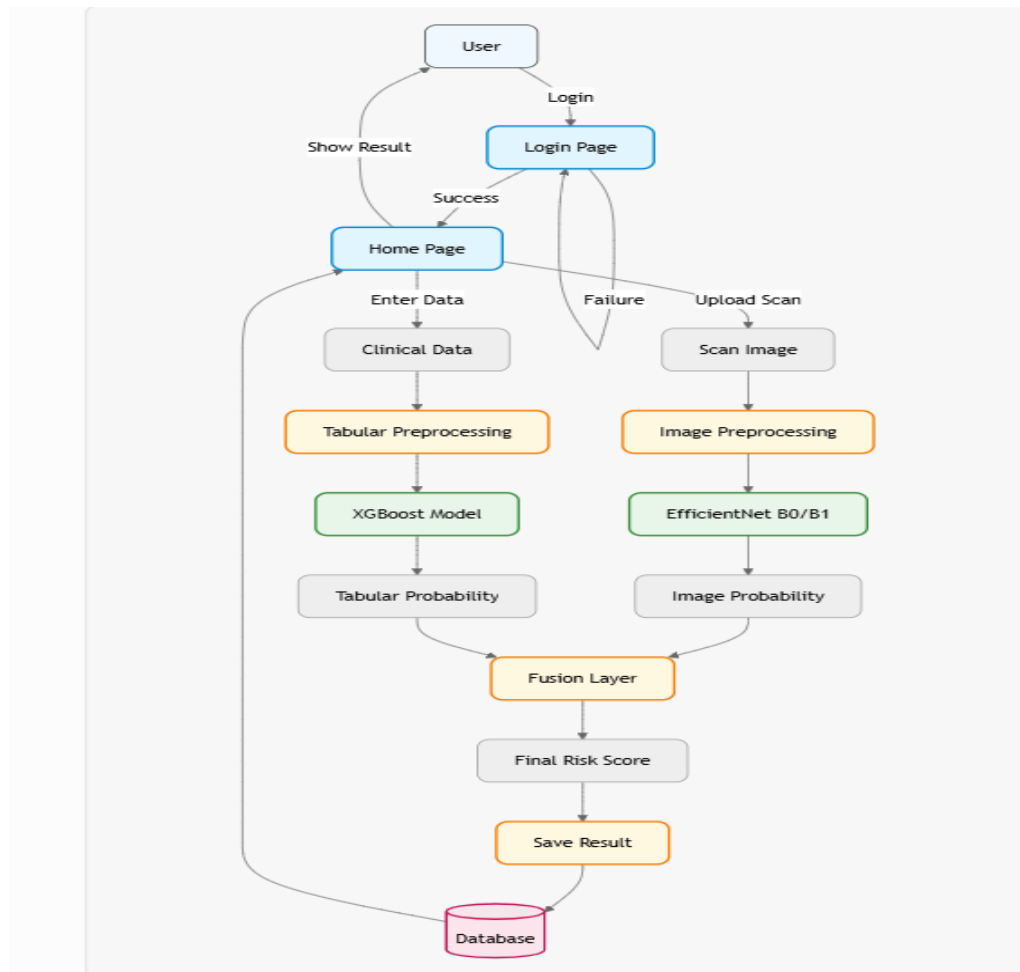 User
Login
Show Result
Login Page
Success
Home Page
Enter Data
Failure
Upload Scan
Clinical Data
Scan Image
Tabular Preprocessing
Image Preprocessing
XGBoost Model
EfficientNet B0/B1
Tabular Probability
Image Probability
Fusion Layer
Final Risk Score
Save Result
Database